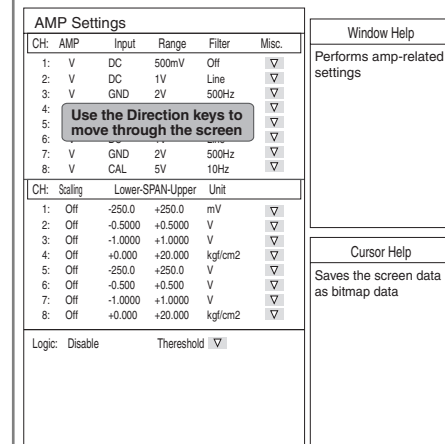 AMP Settings
CH: AMP Input Range Filter Misc.
1: V DC 500mV Off ▽
2: V DC 1V Line ▽
3: V GND 2V 500Hz ▽
4: ▽
5: ▽
6: ▽
Use the Direction keys to
move through the screen
7: V GND 2V 500Hz ▽
8: V CAL 5V 10Hz ▽
CH: Scalling Lower-SPAN-Upper Unit
1: Off -250.0 +250.0 mV ▽
2: Off -0.5000 +0.5000 V ▽
3: Off -1.0000 +1.0000 V ▽
4: Off +0.000 +20.000 kgf/cm2 ▽
5: Off -250.0 +250.0 V ▽
6: Off -0.500 +0.500 V ▽
7: Off -1.0000 +1.0000 V ▽
8: Off +0.000 +20.000 kgf/cm2 ▽
Logic: Disable Thereshold ▽
Window Help
Performs amp-related
settings
Cursor Help
Saves the screen data
as bitmap data